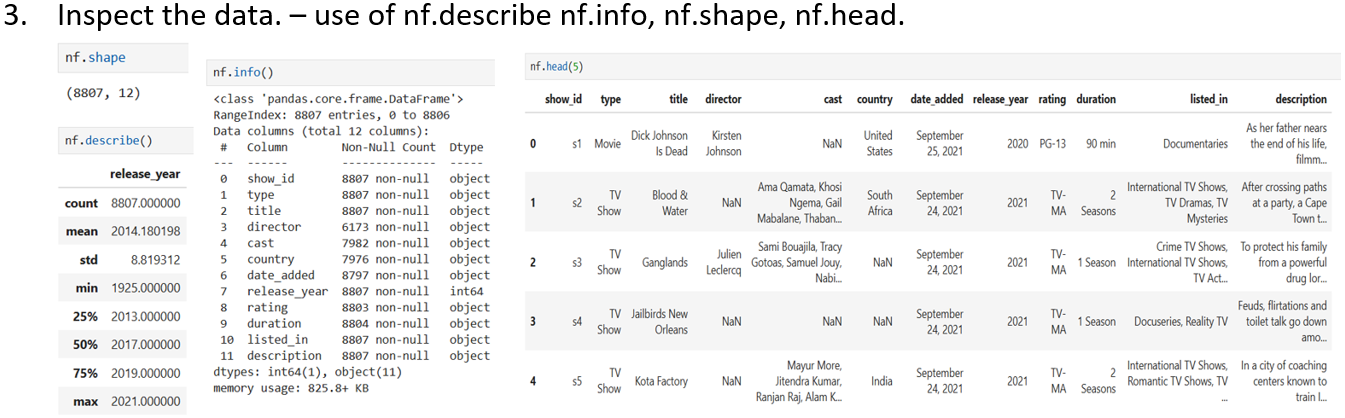 3. Inspect the data. – use of nf.describe nf.info, nf.shape, nf.head.
nf.shape
(8807, 12)
nf.describe()
release_year
count 8807.000000
mean 2014.180198
std 8.819312
min 1925.000000
25% 2013.000000
50% 2017.000000
75% 2019.000000
max 2021.000000
nf.info()
<class 'pandas.core.frame.DataFrame'>
RangeIndex: 8807 entries, 0 to 8806
Data columns (total 12 columns):
# Column Non-Null Count Dtype
--- ------ -------------- -----
0 show_id 8807 non-null object
1 type 8807 non-null object
2 title 8807 non-null object
3 director 6173 non-null object
4 cast 7982 non-null object
5 country 7976 non-null object
6 date_added 8797 non-null object
7 release_year 8807 non-null int64
8 rating 8803 non-null object
9 duration 8804 non-null object
10 listed_in 8807 non-null object
11 description 8807 non-null object
dtypes: int64(1), object(11)
memory usage: 825.8+ KB
nf.head(5)
show_id type title director cast country date_added release_year rating duration listed_in description
Dick Johnson Kirsten United September As her father nears
0 s1 Movie NaN 2020 PG-13 90 min Documentaries the end of his life,
Is Dead Johnson States 25, 2021 filmm...
Ama Qamata, Khosi International TV Shows, After crossing paths
1 s2 TV Show Blood & Water NaN Ngema, Gail South Africa September 24, 2021 2021 TV-MA 2 Seasons TV Dramas, TV at a party, a Cape
Mabalane, Thaban... Mysteries Town t...
Sami Bouajila, Tracy Crime TV Shows, To protect his family
2 s3 TV Show Ganglands Julien Leclercq Gotoas, Samuel Jouy, NaN September 24, 2021 2021 TV-MA 1 Season International TV Shows, from a powerful
Nabi... TV Act... drug lor...
Feuds, flirtations and
3 s4 TV Show Jailbirds New Orleans NaN NaN NaN September 24, 2021 2021 TV-MA 1 Season Docuseries, Reality TV toilet talk go down
amo...
Mayur More, International TV Shows, In a city of coaching
4 s5 TV Show Kota Factory NaN Jitendra Kumar, India September 24, 2021 2021 TV-MA 2 Seasons Romantic TV Shows, TV centers known to
Ranjan Raj, Alam K... ... train l...